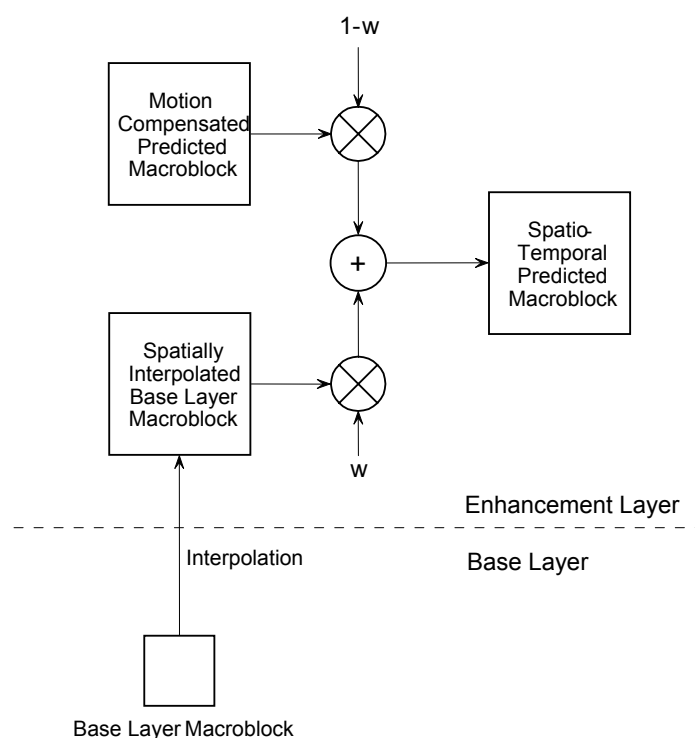 1-w
Motion
Compensated
Predicted
Macroblock
Spatio-
Temporal
Predicted
Macroblock
+
Spatially
Interpolated
Base Layer
Macroblock
w
Enhancement Layer
Interpolation
Base Layer
Base Layer Macroblock